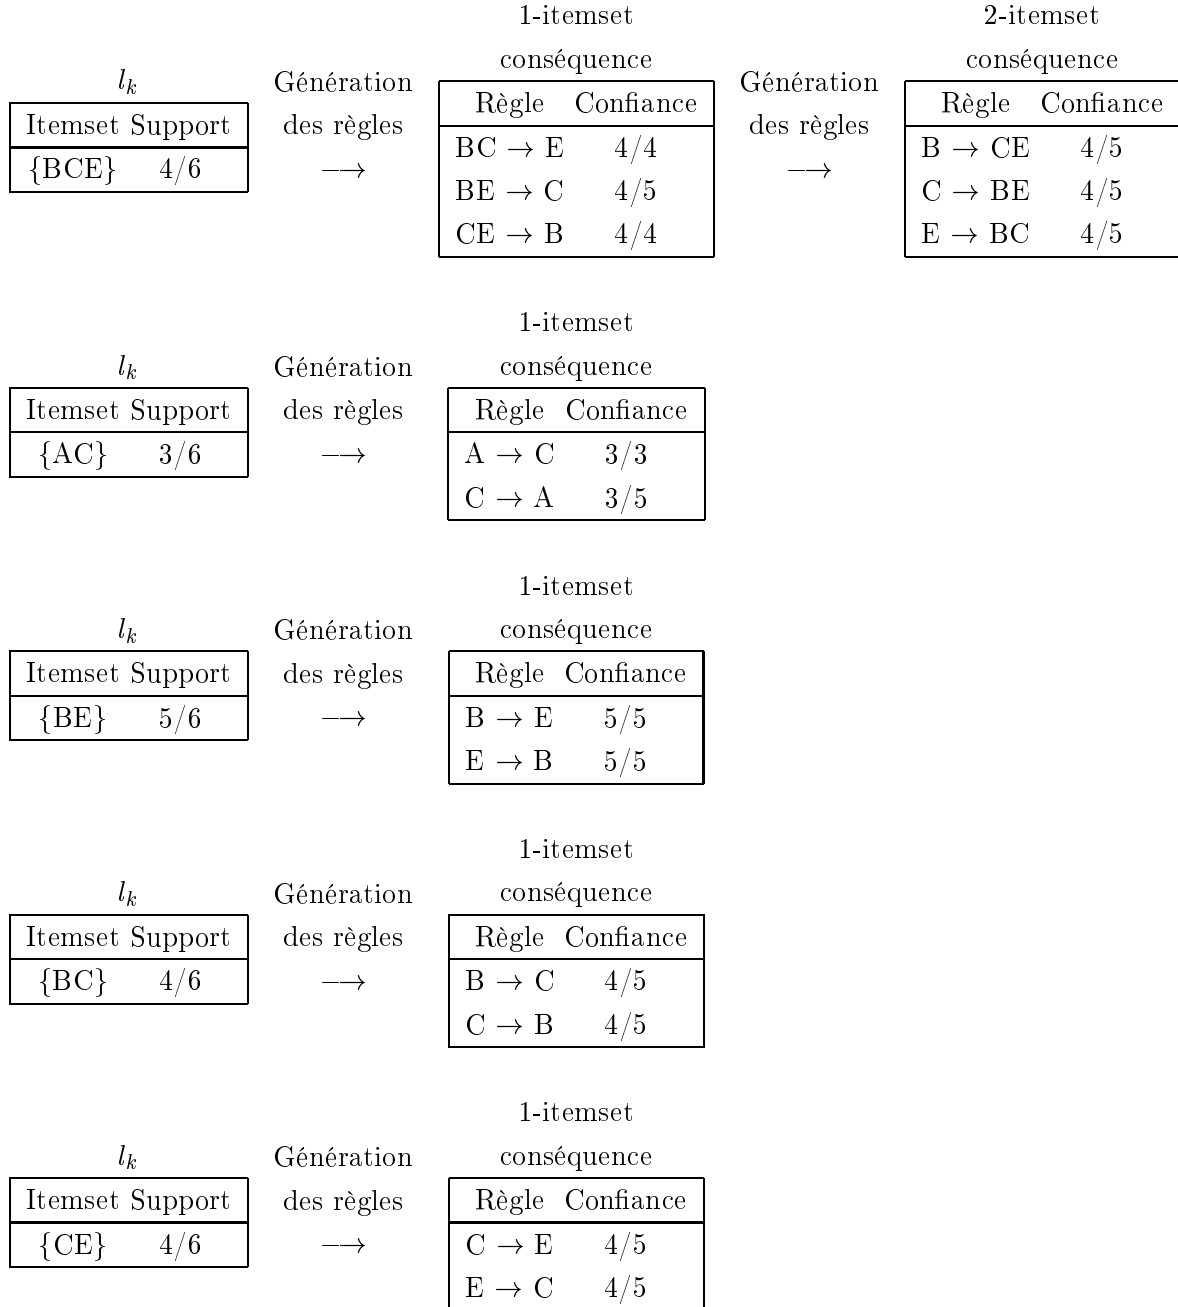 1-itemset 2-itemset
conséquence conséquence
l_k Génération Génération
Itemset Support des règles Règle Confiance des règles Règle Confiance
{BCE} 4/6 → BC → E 4/4 → B → CE 4/5
BE → C 4/5 C → BE 4/5
CE → B 4/4 E → BC 4/5
1-itemset
l_k Génération conséquence
Itemset Support des règles Règle Confiance
{AC} 3/6 → A → C 3/3
C → A 3/5
1-itemset
l_k Génération conséquence
Itemset Support des règles Règle Confiance
{BE} 5/6 → B → E 5/5
E → B 5/5
1-itemset
l_k Génération conséquence
Itemset Support des règles Règle Confiance
{BC} 4/6 → B → C 4/5
C → B 4/5
1-itemset
l_k Génération conséquence
Itemset Support des règles Règle Confiance
{CE} 4/6 → C → E 4/5
E → C 4/5